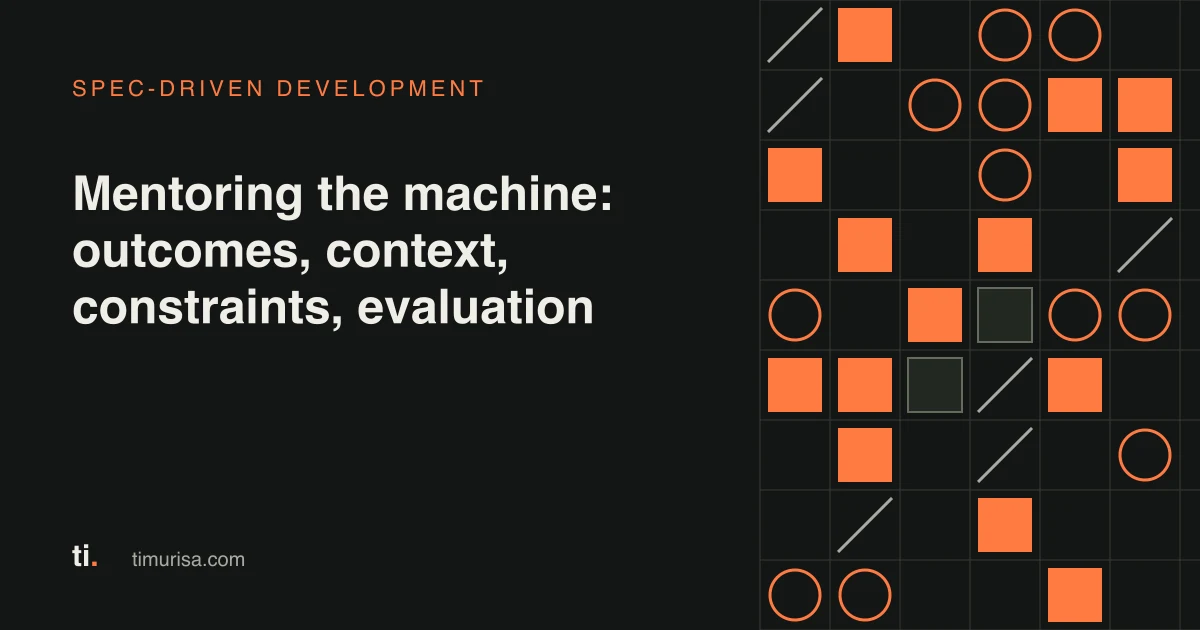 SPEC-DRIVEN DEVELOPMENT
Mentoring the machine:
outcomes, context,
constraints, evaluation
ti.
timurisa.com